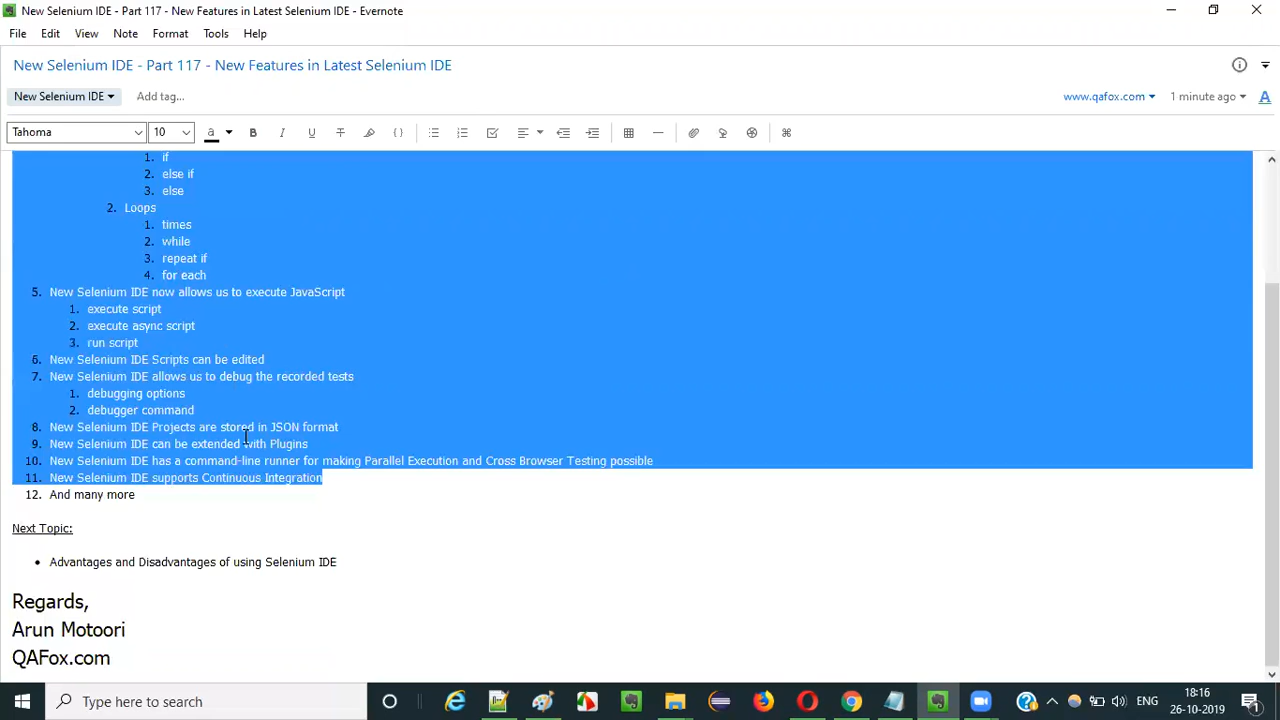 New Selenium IDE - Part 117 - New Features in Latest Selenium IDE - Evernote
File Edit View Note Format Tools Help
New Selenium IDE - Part 117 - New Features in Latest Selenium IDE
New Selenium IDE Add tag... www.qafox.com 1 minute ago A
Tahoma 10 a B I U T { }
1. if
2. else if
3. else
2. Loops
1. times
2. while
3. repeat if
4. for each
5. New Selenium IDE now allows us to execute JavaScript
1. execute script
2. execute async script
3. run script
6. New Selenium IDE Scripts can be edited
7. New Selenium IDE allows us to debug the recorded tests
1. debugging options
2. debugger command
8. New Selenium IDE Projects are stored in JSON format
9. New Selenium IDE can be extended with Plugins
10. New Selenium IDE has a command-line runner for making Parallel Execution and Cross Browser Testing possible
11. New Selenium IDE supports Continuous Integration
12. And many more
Next Topic:
• Advantages and Disadvantages of using Selenium IDE
Regards,
Arun Motoori
QAFox.com
Type here to search ENG 18:16
26-10-2019